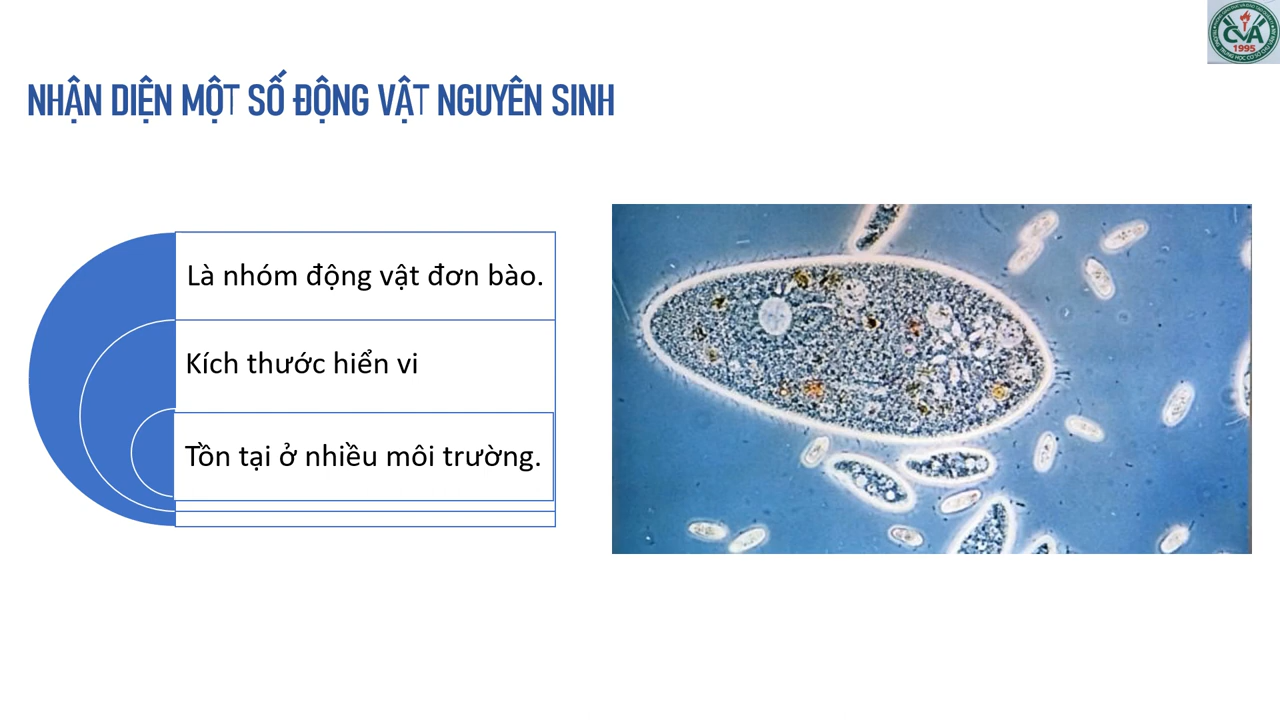 CVA
1995
NHẬN DIỆN MỘT SỐ ĐỘNG VẬT NGUYÊN SINH
Là nhóm động vật đơn bào.
Kích thước hiển vi
Tồn tại ở nhiều môi trường.